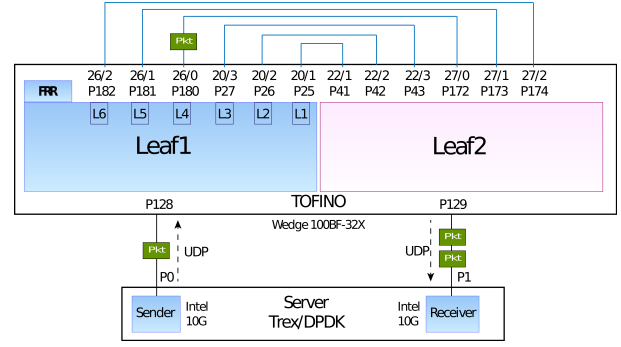 Pkt
26/2 26/1 26/0 20/3 20/2 20/1 22/1 22/2 22/3 27/0 27/1 27/2
P182 P181 P180 P27 P26 P25 P41 P42 P43 P172 P173 P174
FRR
L6 L5 L4 L3 L2 L1
Leaf1 Leaf2
TOFINO
P128 P129
Wedge 100BF-32X
Pkt
Pkt
UDP
UDP
Pkt
P0 P1
Server
Trex/DPDK
Sender
Intel
10G
Intel
10G
Receiver